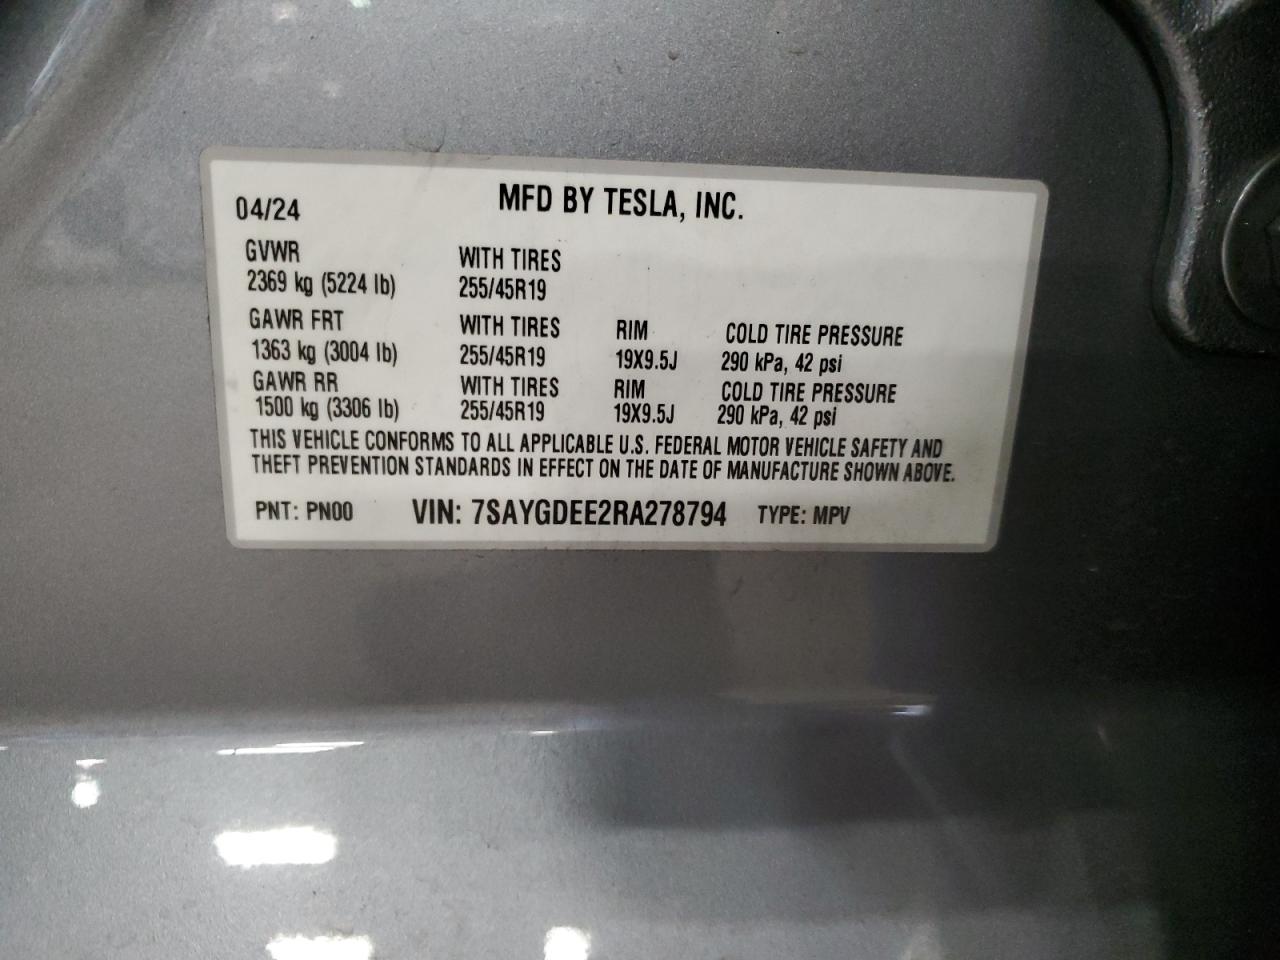 04/24 MFD BY TESLA, INC.
GVWR WITH TIRES
2369 kg (5224 lb) 255/45R19
GAWR FRT WITH TIRES RIM COLD TIRE PRESSURE
1363 kg (3004 lb) 255/45R19 19X9.5J 290 kPa, 42 psi
GAWR RR WITH TIRES RIM COLD TIRE PRESSURE
1500 kg (3306 lb) 255/45R19 19X9.5J 290 kPa, 42 psi
THIS VEHICLE CONFORMS TO ALL APPLICABLE U.S. FEDERAL MOTOR VEHICLE SAFETY AND
THEFT PREVENTION STANDARDS IN EFFECT ON THE DATE OF MANUFACTURE SHOWN ABOVE.
PNT: PN00 VIN: 7SAYGDEE2RA278794 TYPE: MPV